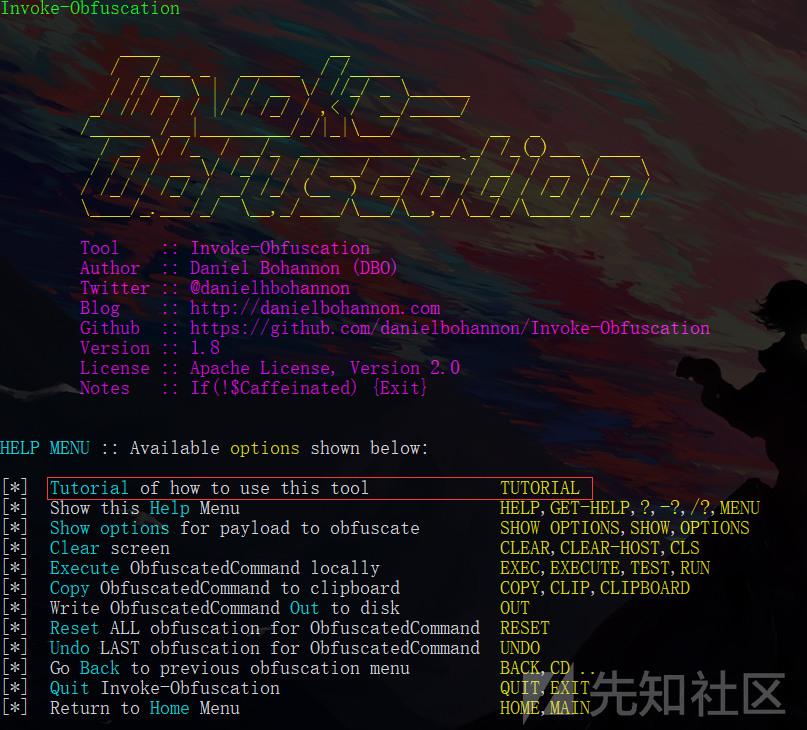 Invoke-Obfuscation
Tool :: Invoke-Obfuscation
Author :: Daniel Bohannon (DBO)
Twitter :: @danielhbohannon
Blog :: http://danielbohannon.com
Github :: https://github.com/danielbohannon/Invoke-Obfuscation
Version :: 1.8
License :: Apache License, Version 2.0
Notes :: If(!$Caffeinated) {Exit}
HELP MENU :: Available options shown below:
[*] Tutorial of how to use this tool TUTORIAL
[*] Show this Help Menu HELP,GET-HELP,?,-?,/?,MENU
[*] Show options for payload to obfuscate SHOW OPTIONS,SHOW,OPTIONS
[*] Clear screen CLEAR,CLEAR-HOST,CLS
[*] Execute ObfuscatedCommand locally EXEC,EXECUTE,TEST,RUN
[*] Copy ObfuscatedCommand to clipboard COPY,CLIP,CLIPBOARD
[*] Write ObfuscatedCommand Out to disk OUT
[*] Reset ALL obfuscation for ObfuscatedCommand RESET
[*] Undo LAST obfuscation for ObfuscatedCommand UNDO
[*] Go Back to previous obfuscation menu BACK,CD ..
[*] Quit Invoke-Obfuscation QUIT,EXIT
[*] Return to Home Menu HOME,MAIN
先知社区